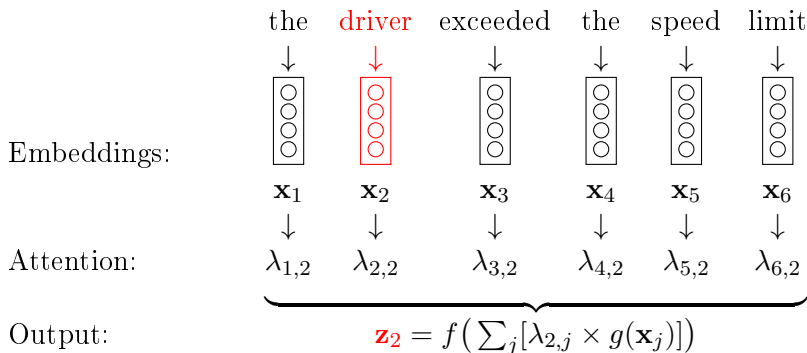 the driver exceeded the speed limit
↓ ↓ ↓ ↓ ↓ ↓
Embeddings:
x₁ x₂ x₃ x₄ x₅ x₆
↓ ↓ ↓ ↓ ↓ ↓
Attention: λ₁,₂ λ₂,₂ λ₃,₂ λ₄,₂ λ₅,₂ λ₆,₂
Output: z₂ = f(∑ⱼ[λ₂,ⱼ × g(xⱼ)])